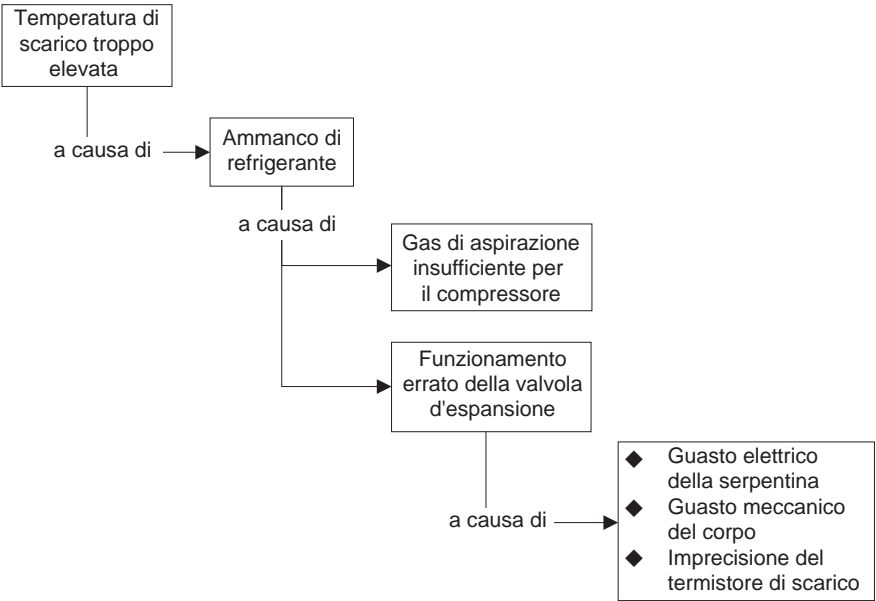 Temperatura di
scarico troppo
elevata
a causa di
Ammanco di
refrigerante
a causa di
Gas di aspirazione
insufficiente per
il compressore
Funzionamento
errato della valvola
d'espansione
a causa di
◆ Guasto elettrico
della serpentina
◆ Guasto meccanico
del corpo
◆ Imprecisione del
termistore di scarico